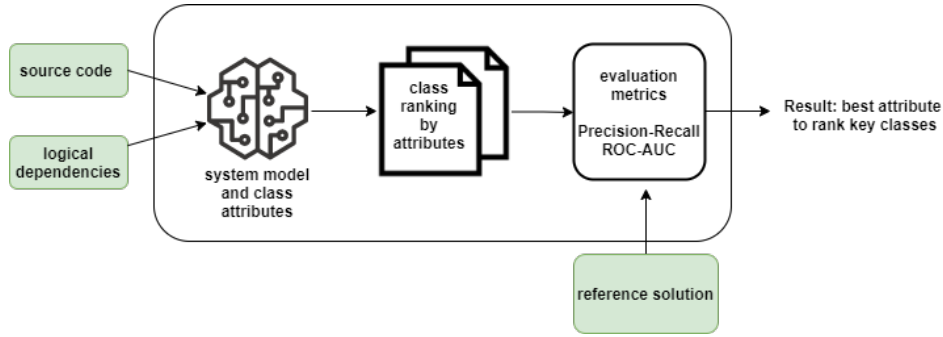 source code
logical
dependencies
system model
and class
attributes
class
ranking
by
attributes
evaluation
metrics
Precision-Recall
ROC-AUC
Result: best attribute
to rank key classes
reference solution